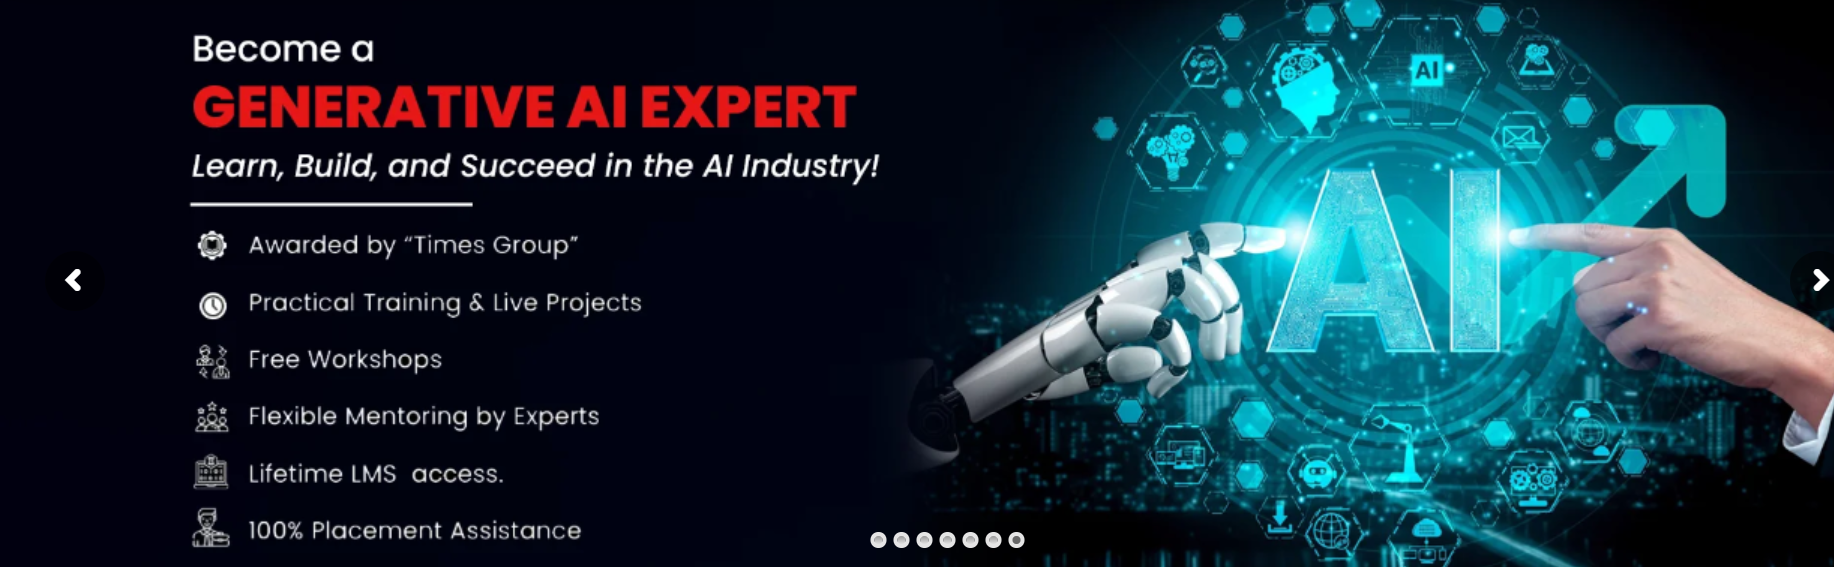 Become a
GENERATIVE AI EXPERT
Learn, Build, and Succeed in the AI Industry!
Awarded by “Times Group”
Practical Training & Live Projects
Free Workshops
Flexible Mentoring by Experts
Lifetime LMS access.
100% Placement Assistance
AI
AI